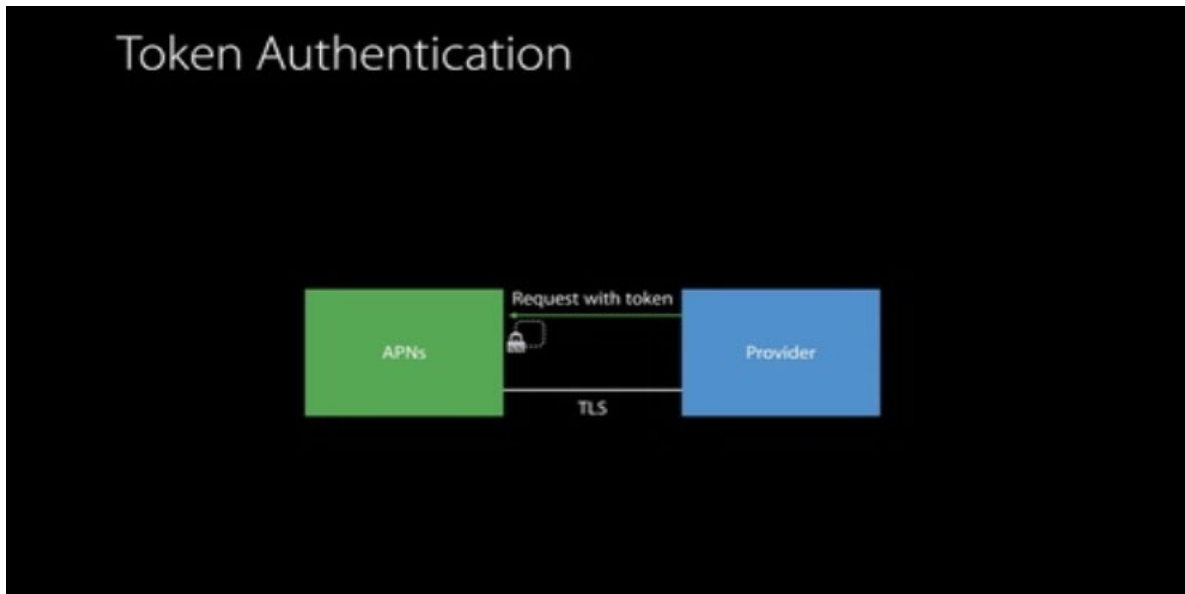 Token Authentication
Request with token
APNs
Provider
TLS